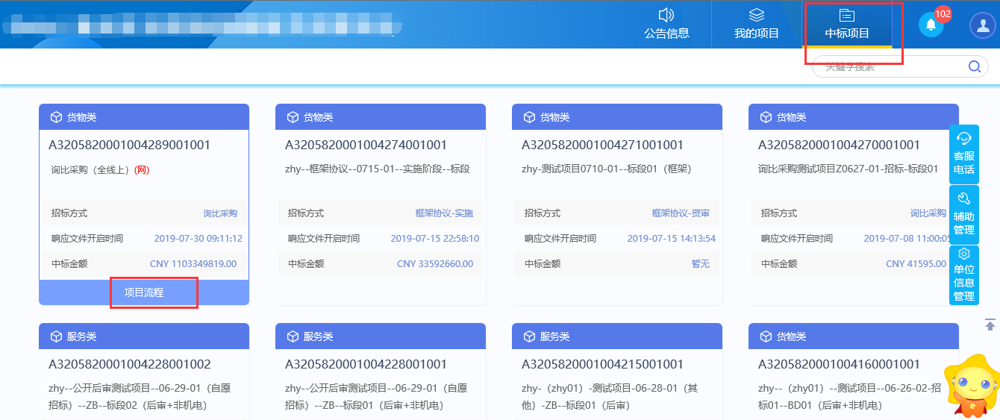 公告信息
我的项目
中标项目
102
关键字搜索
货物类
A3205820001004289001001
询比采购（全线上）(网)
招标方式 询比采购
响应文件开启时间 2019-07-30 09:11:12
中标金额 CNY 1103349819.00
项目流程
货物类
A3205820001004274001001
zhy--框架协议--0715-01--实施阶段--标段
招标方式 框架协议-实施
响应文件开启时间 2019-07-15 22:58:10
中标金额 CNY 33592660.00
货物类
A3205820001004271001001
zhy-测试项目0710-01--标段01（框架）
招标方式 框架协议-资审
响应文件开启时间 2019-07-15 14:13:54
中标金额 暂无
货物类
A3205820001004270001001
询比采购测试项目Z0627-01-招标-标段01
招标方式 询比采购
响应文件开启时间 2019-07-08 11:00:05
中标金额 CNY 41595.00
客服
电话
辅助
管理
单位
信息
管理
服务类
A3205820001004228001002
zhy--公开后审测试项目--06-29-01（自愿
招标）--ZB--标段02（后审+非机电）
服务类
A3205820001004228001001
zhy--公开后审测试项目--06-29-01（自愿
招标）--ZB--标段01（后审+非机电）
服务类
A3205820001004215001001
zhy-（zhy01）-测试项目-06-28-01（其
他）-ZB--标段01（后审）
货物类
A3205820001004160001001
zhy--（zhy01）--测试项目--06-26-02-招
标01--BD01（后审+非机电）